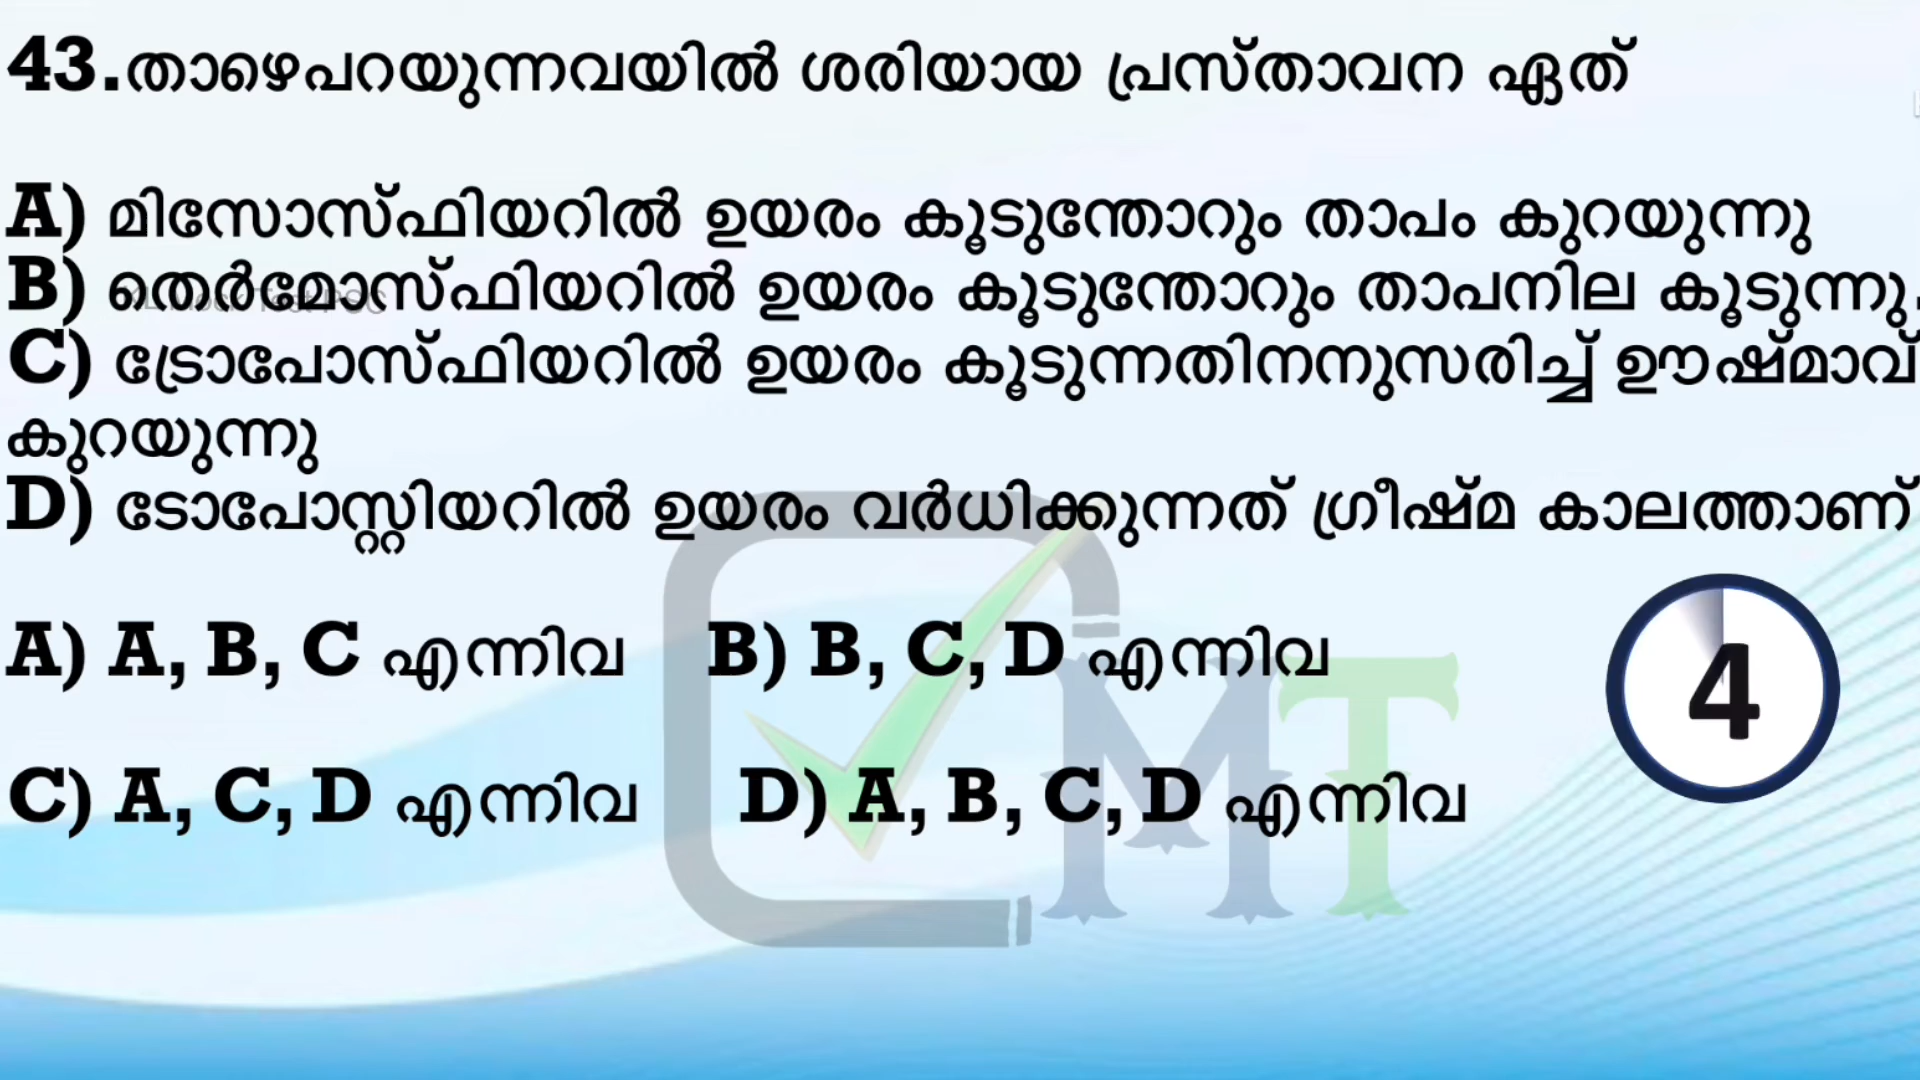 43.താഴെപറയുന്നവയിൽ ശരിയായ പ്രസ്താവന ഏത്
A) മിസോസ്ഫിയറിൽ ഉയരം കൂടുന്തോറും താപം കുറയുന്നു
B) തെർമോസ്ഫിയറിൽ ഉയരം കൂടുന്തോറും താപനില കൂടുന്നു.
C) ട്രോപോസ്ഫിയറിൽ ഉയരം കൂടുന്നതിനനുസരിച്ച് ഊഷ്മാവ്
കുറയുന്നു
D) ടോപോസ്റ്റിയറിൽ ഉയരം വർധിക്കുന്നത് ഗ്രീഷ്മ കാലത്താണ്
A) A, B, C എന്നിവ B) B, C, D എന്നിവ
4
C) A, C, D എന്നിവ D) A, B, C, D എന്നിവ
MT